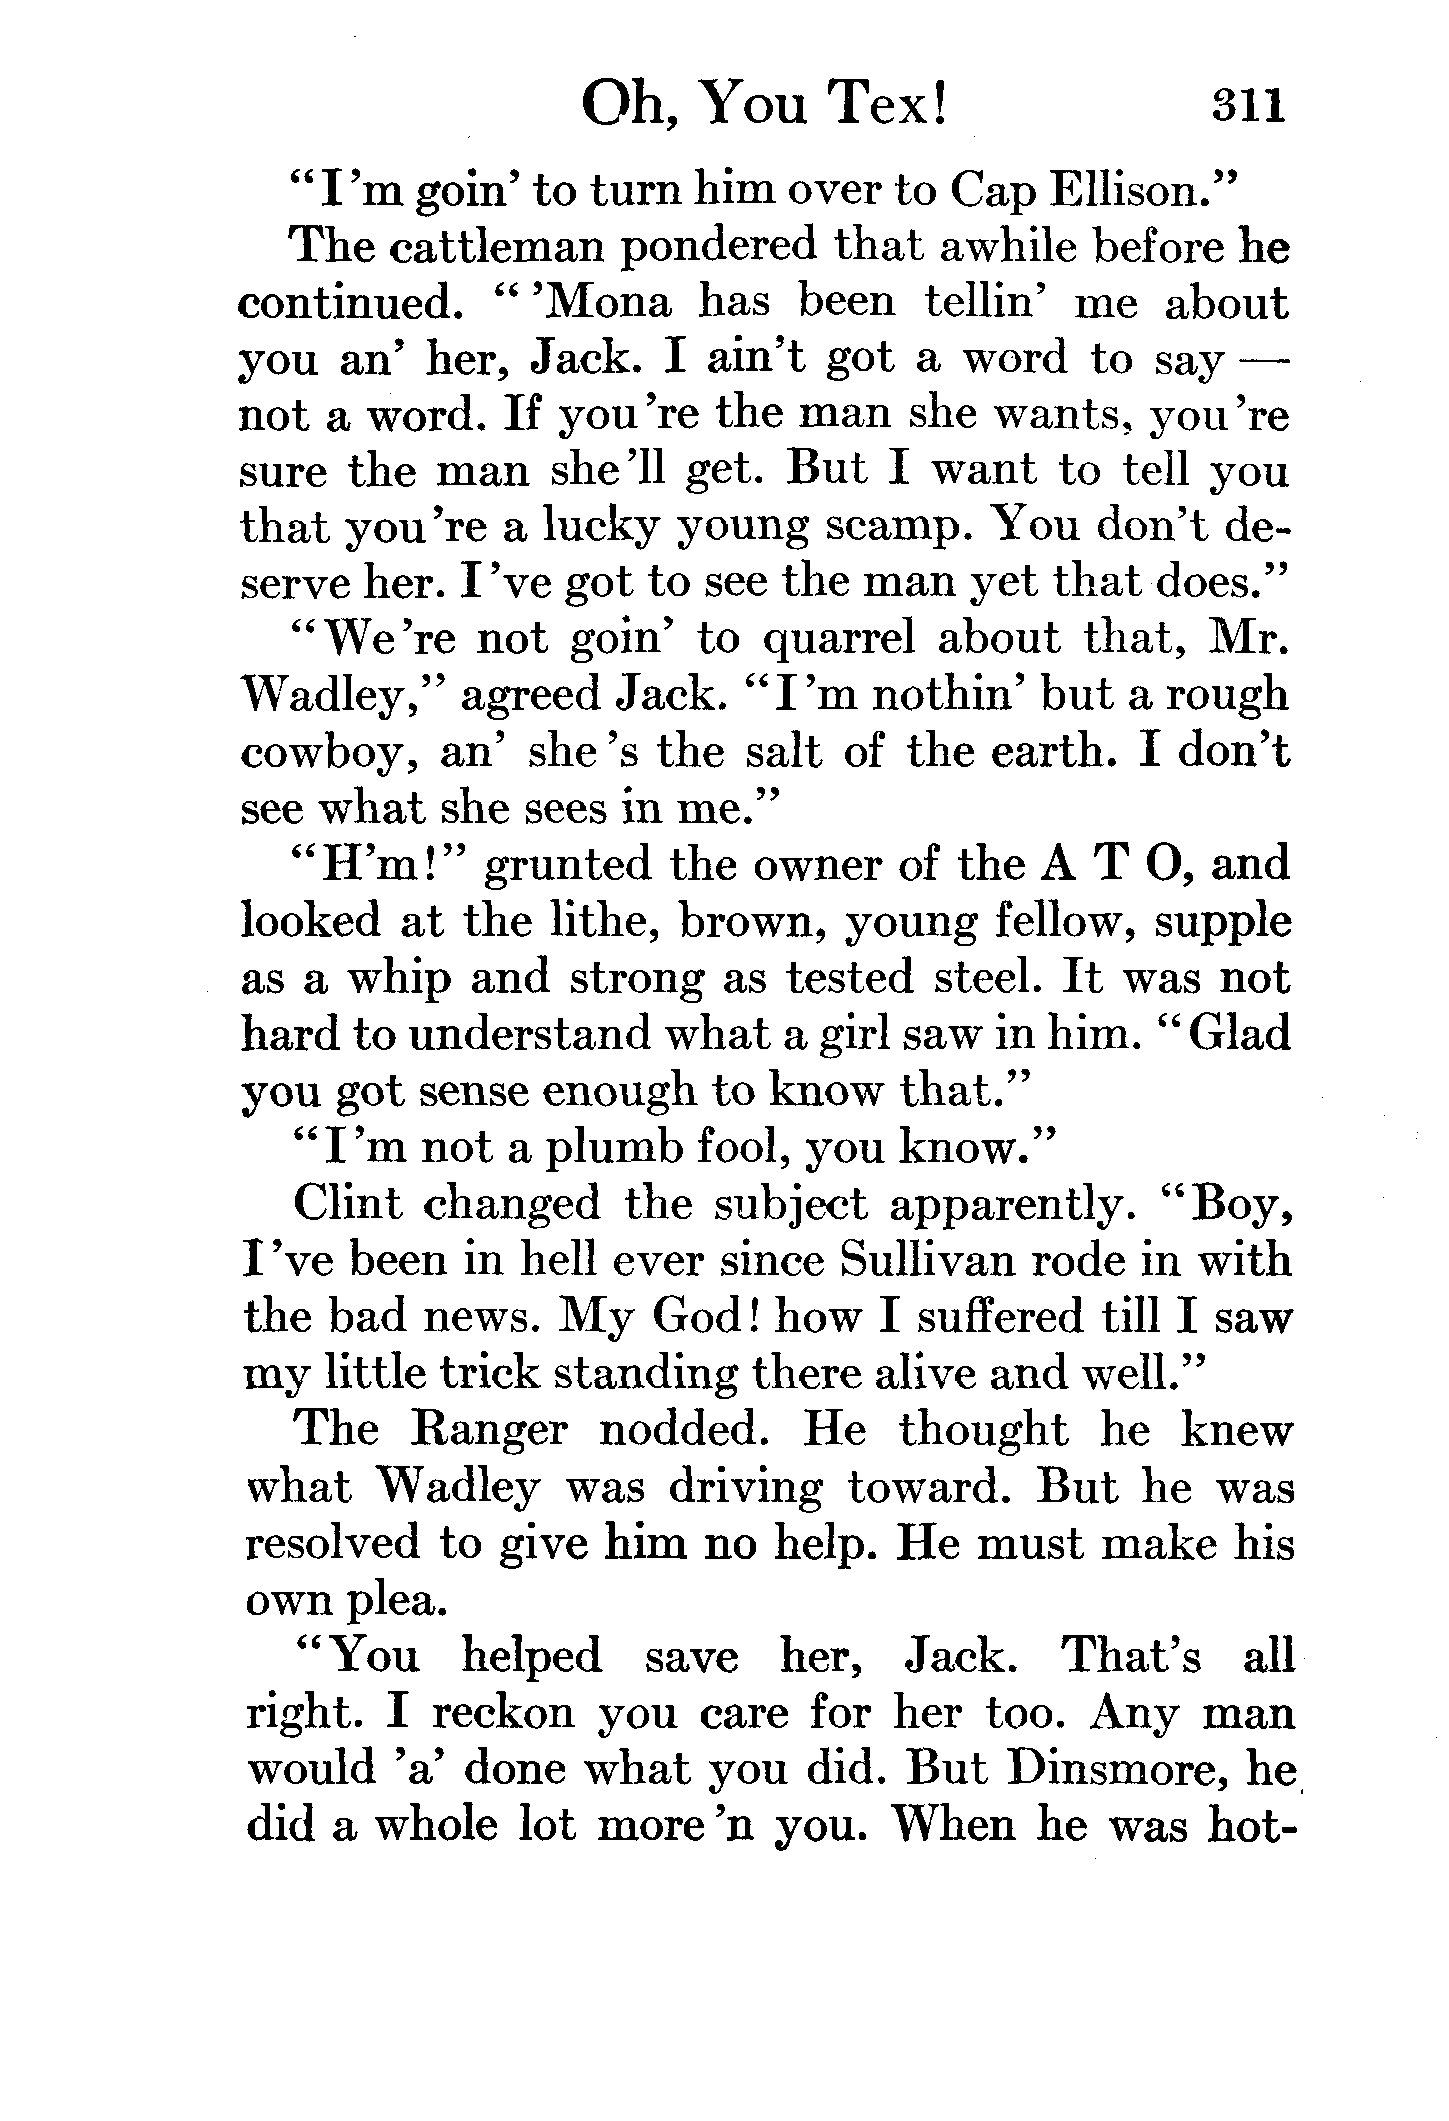 Oh, You Tex! 311
“I’m goin’ to turn him over to Cap Ellison.”
The cattleman pondered that awhile before he
continued. “ ’Mona has been tellin’ me about
you an’ her, Jack. I ain’t got a word to say —
not a word. If you’re the man she wants, you’re
sure the man she’ll get. But I want to tell you
that you’re a lucky young scamp. You don’t de-
serve her. I’ve got to see the man yet that does.”
“We’re not goin’ to quarrel about that, Mr.
Wadley,” agreed Jack. “I’m nothin’ but a rough
cowboy, an’ she’s the salt of the earth. I don’t
see what she sees in me.”
“H’m!” grunted the owner of the A T O, and
looked at the lithe, brown, young fellow, supple
as a whip and strong as tested steel. It was not
hard to understand what a girl saw in him. “Glad
you got sense enough to know that.”
“I’m not a plumb fool, you know.”
Clint changed the subject apparently. “Boy,
I’ve been in hell ever since Sullivan rode in with
the bad news. My God! how I suffered till I saw
my little trick standing there alive and well.”
The Ranger nodded. He thought he knew
what Wadley was driving toward. But he was
resolved to give him no help. He must make his
own plea.
“You helped save her, Jack. That’s all
right. I reckon you care for her too. Any man
would ’a’ done what you did. But Dinsmore, he
did a whole lot more’n you. When he was hot-